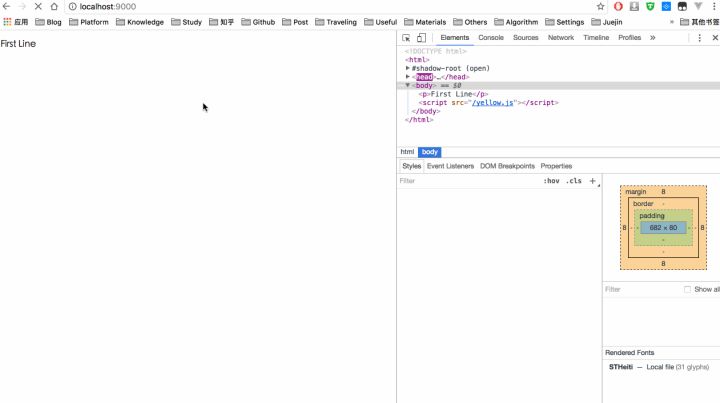 localhost:9000
应用 Blog Platform Knowledge Study 知乎 Github Post Traveling Useful Materials Others Algorithm Settings Juejin » 其他书签
First Line
Elements Console Sources Network Timeline Profiles »
<!DOCTYPE html>
<html>
#shadow-root (open)
<head>…</head>
<body> == $0
<p>First Line</p>
<script src="/yellow.js"></script>
</body>
</html>
html body
Styles Event Listeners DOM Breakpoints Properties
Filter :hov .cls +
margin 8
border -
padding
8 - - 682 × 80 - - 8
-
-
8
Filter Show all
Rendered Fonts
STHeiti — Local file (31 glyphs)